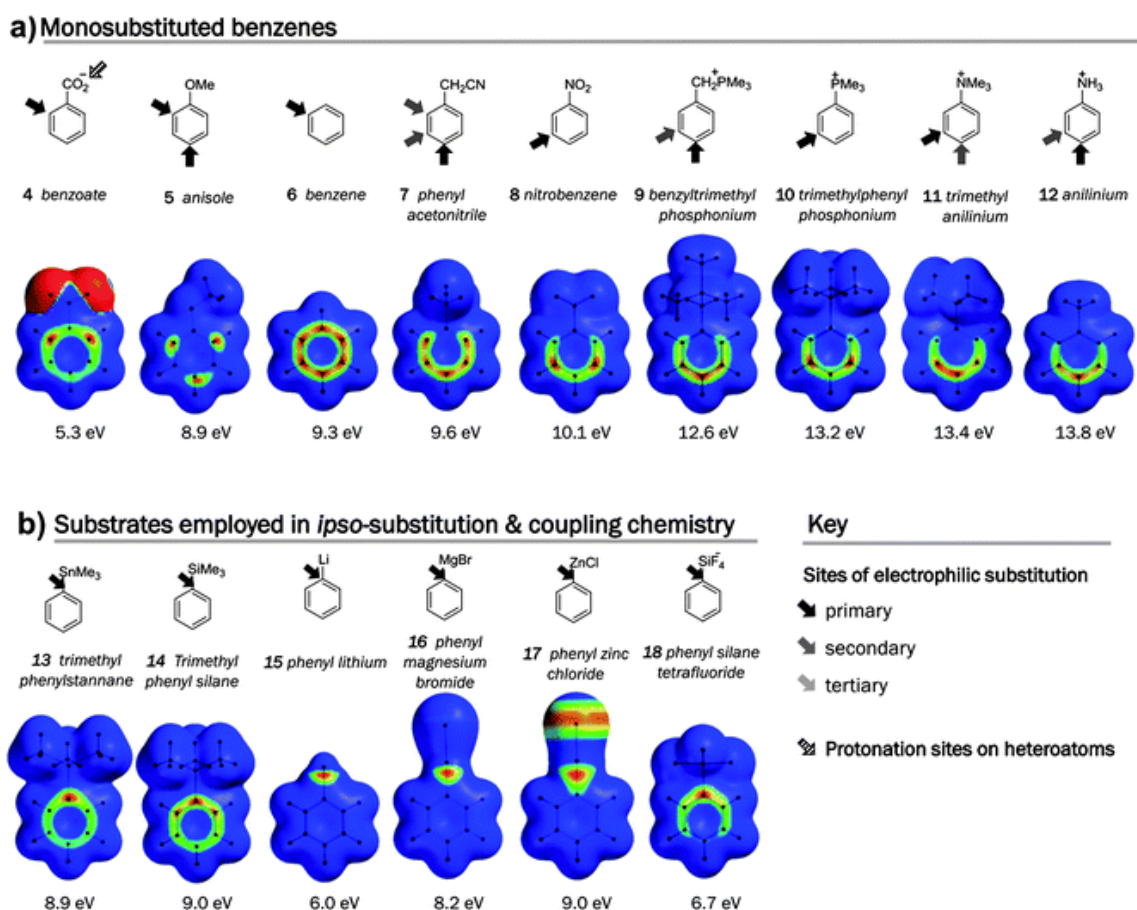 a) Monosubstituted benzenes
CO2−
OMe
CH2CN
NO2
CH2PMe3
+
PMe3
+
NMe3
+
NH3
+
4 benzoate
5 anisole
6 benzene
7 phenyl
acetonitrile
8 nitrobenzene
9 benzyltrimethyl
phosphonium
10 trimethylphenyl
phosphonium
11 trimethyl
anilinium
12 anilinium
5.3 eV
8.9 eV
9.3 eV
9.6 eV
10.1 eV
12.6 eV
13.2 eV
13.4 eV
13.8 eV
b) Substrates employed in ipso-substitution & coupling chemistry
SnMe3
SiMe3
Li
MgBr
ZnCl
SiF4−
13 trimethyl
phenylstannane
14 Trimethyl
phenyl silane
15 phenyl lithium
16 phenyl
magnesium
bromide
17 phenyl zinc
chloride
18 phenyl silane
tetrafluoride
8.9 eV
9.0 eV
6.0 eV
8.2 eV
9.0 eV
6.7 eV
Key
Sites of electrophilic substitution
primary
secondary
tertiary
Protonation sites on heteroatoms